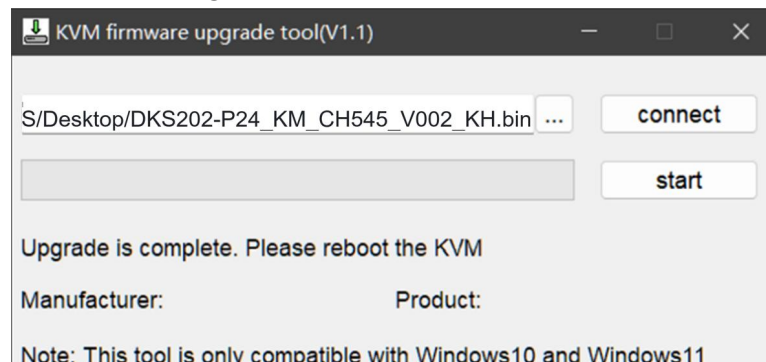 KVM firmware upgrade tool(V1.1)
S/Desktop/DKS202-P24_KM_CH545_V002_KH.bin ... connect
start
Upgrade is complete. Please reboot the KVM
Manufacturer: Product:
Note: This tool is only compatible with Windows10 and Windows11